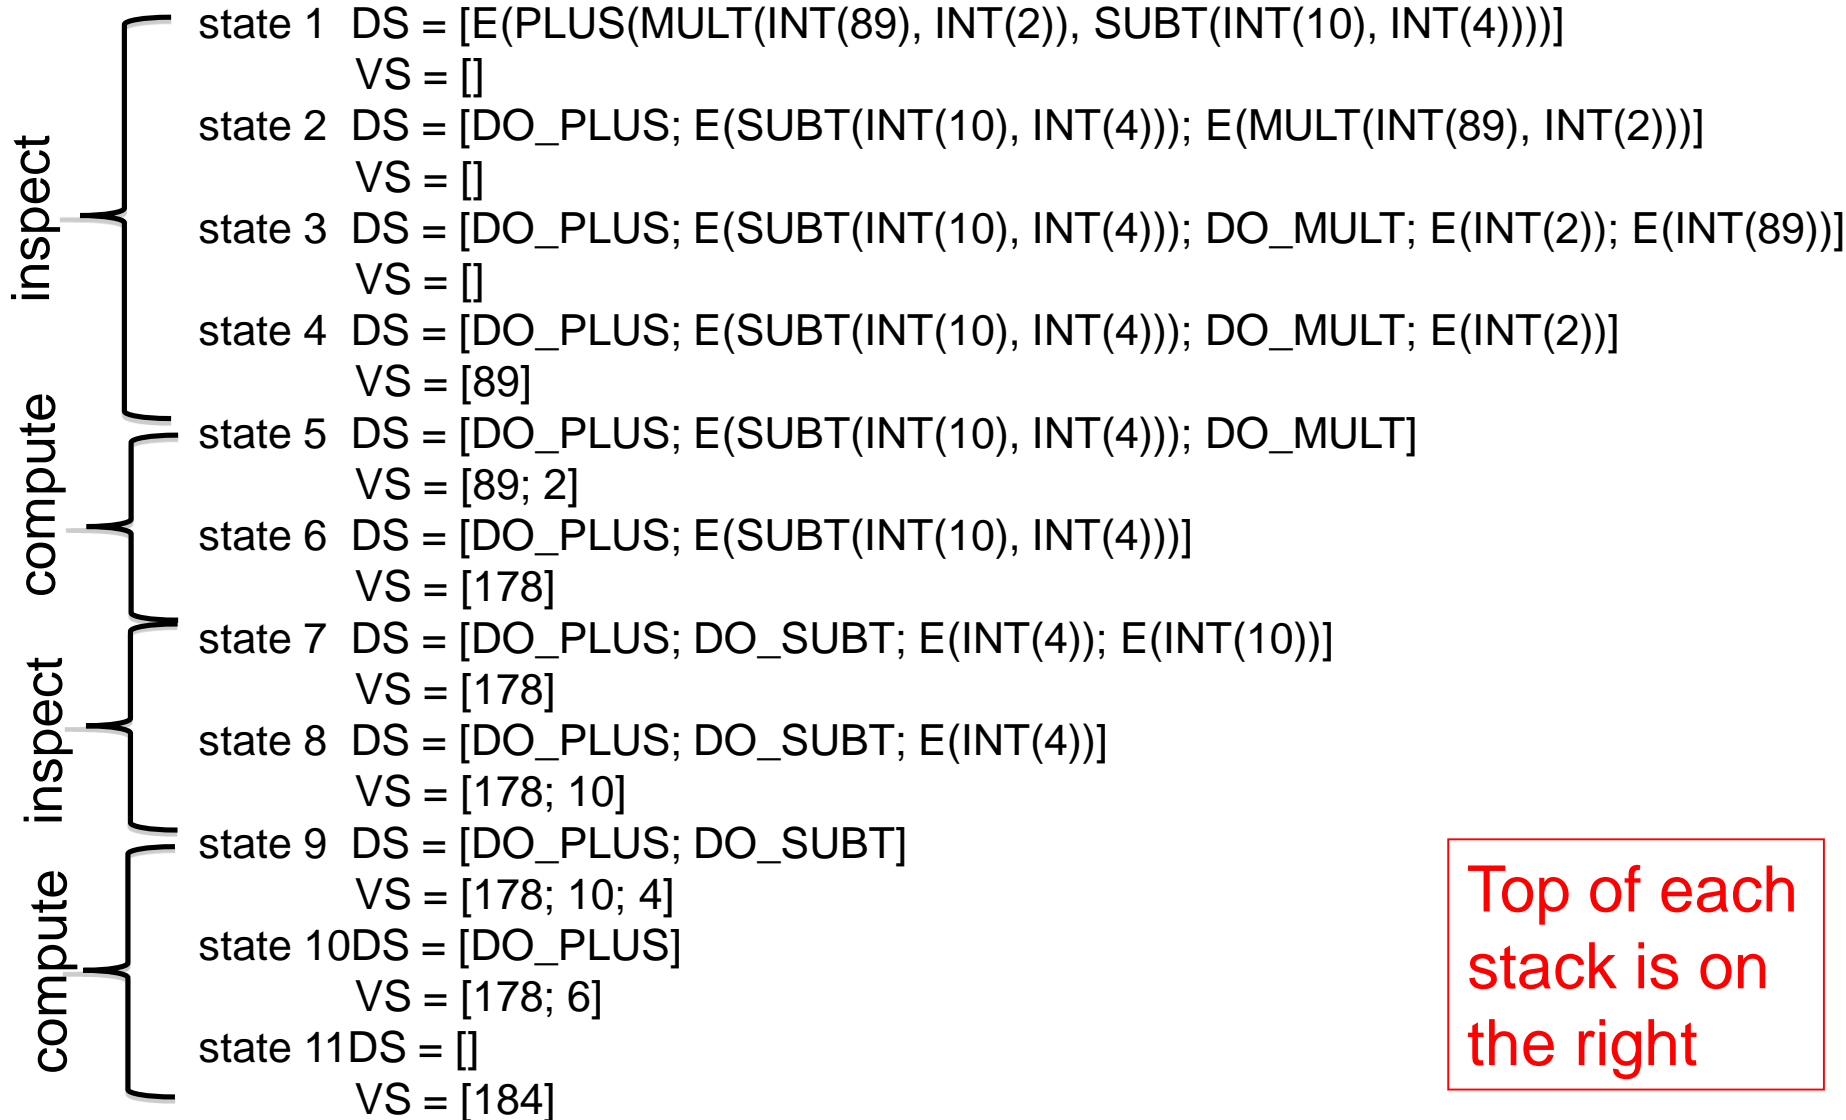 state 1 DS = [E(PLUS(MULT(INT(89), INT(2)), SUBT(INT(10), INT(4))))]
VS = []
state 2 DS = [DO_PLUS; E(SUBT(INT(10), INT(4))); E(MULT(INT(89), INT(2)))]
VS = []
state 3 DS = [DO_PLUS; E(SUBT(INT(10), INT(4))); DO_MULT; E(INT(2)); E(INT(89))]
VS = []
state 4 DS = [DO_PLUS; E(SUBT(INT(10), INT(4))); DO_MULT; E(INT(2))]
VS = [89]
inspect
state 5 DS = [DO_PLUS; E(SUBT(INT(10), INT(4))); DO_MULT]
VS = [89; 2]
state 6 DS = [DO_PLUS; E(SUBT(INT(10), INT(4)))]
VS = [178]
compute
state 7 DS = [DO_PLUS; DO_SUBT; E(INT(4)); E(INT(10))]
VS = [178]
state 8 DS = [DO_PLUS; DO_SUBT; E(INT(4))]
VS = [178; 10]
inspect
state 9 DS = [DO_PLUS; DO_SUBT]
VS = [178; 10; 4]
state 10DS = [DO_PLUS]
VS = [178; 6]
state 11DS = []
VS = [184]
compute
Top of each
stack is on
the right